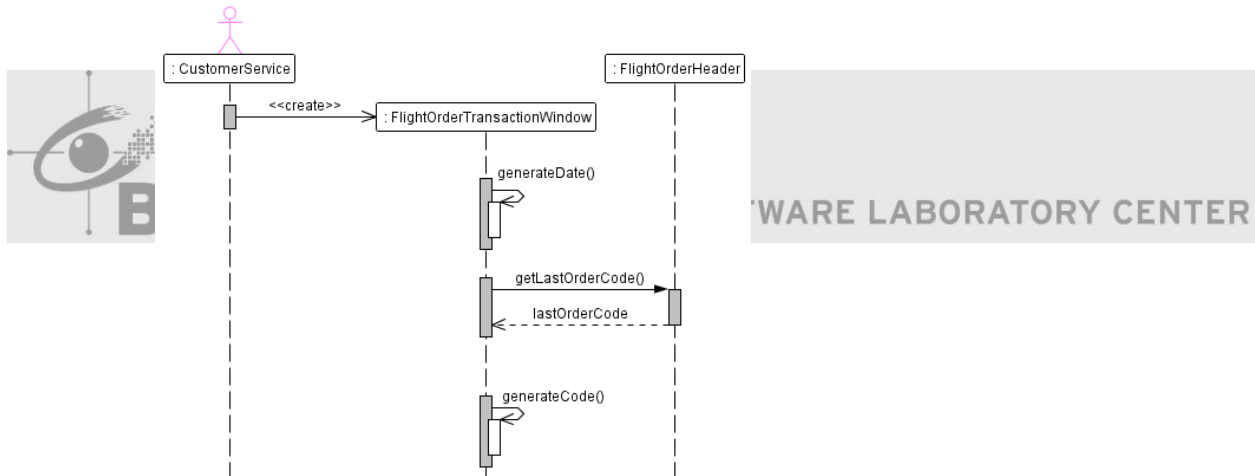 : CustomerService
: FlightOrderHeader
<<create>>
: FlightOrderTransactionWindow
generateDate()
B
TWARE LABORATORY CENTER
getLastOrderCode()
lastOrderCode
generateCode()